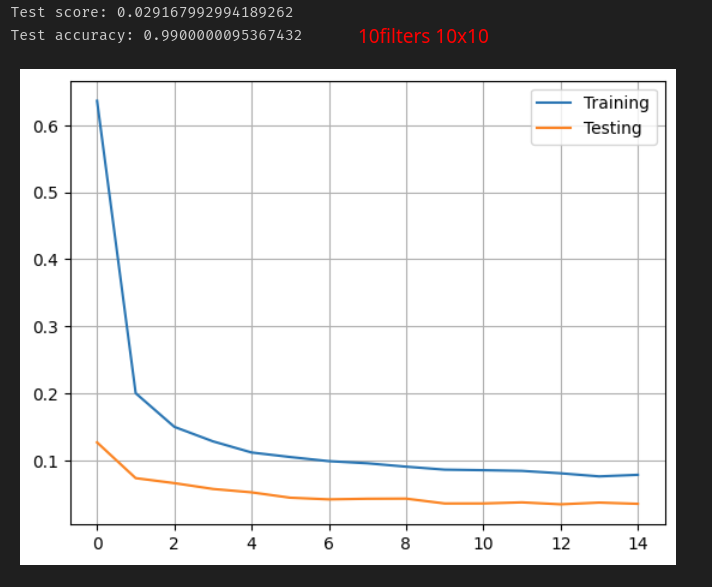 Test score: 0.029167992994189262
Test accuracy: 0.9900000095367432
10filters 10x10
Training
Testing
0.6
0.5
0.4
0.3
0.2
0.1
0 2 4 6 8 10 12 14